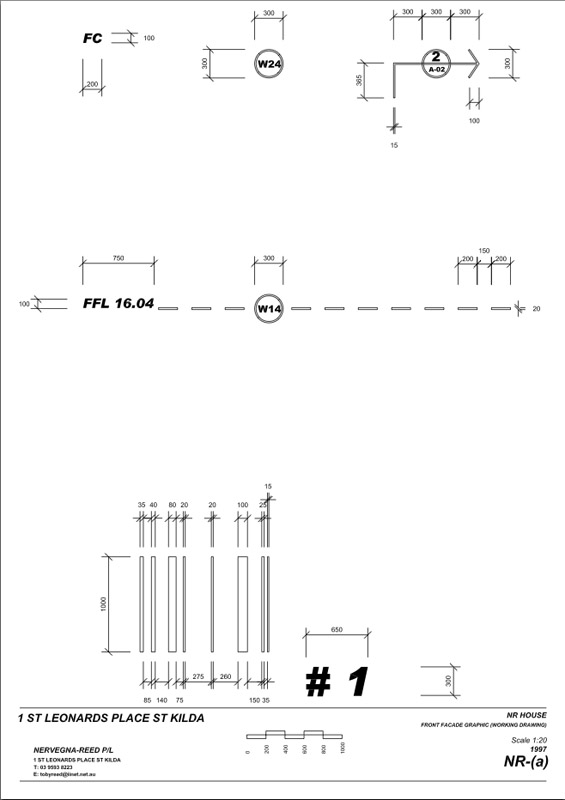 300
300 300 300
FC
100
300
W24
2
A-02
300
365
200
100
15
750
300
150
200 200
100
FFL 16.04
W14
20
15
35 40 80 20 20 100 25
1000
650
275 260
# 1
300
85 140 75 150 35
1 ST LEONARDS PLACE ST KILDA
NR HOUSE
FRONT FACADE GRAPHIC (WORKING DRAWING)
Scale 1:20
1997
NR-(a)
0 200 400 600 800 1000
NERVEGNA-REED P/L
1 ST LEONARDS PLACE ST KILDA
T: 03 9593 8223
E: tobyreed@iinet.net.au